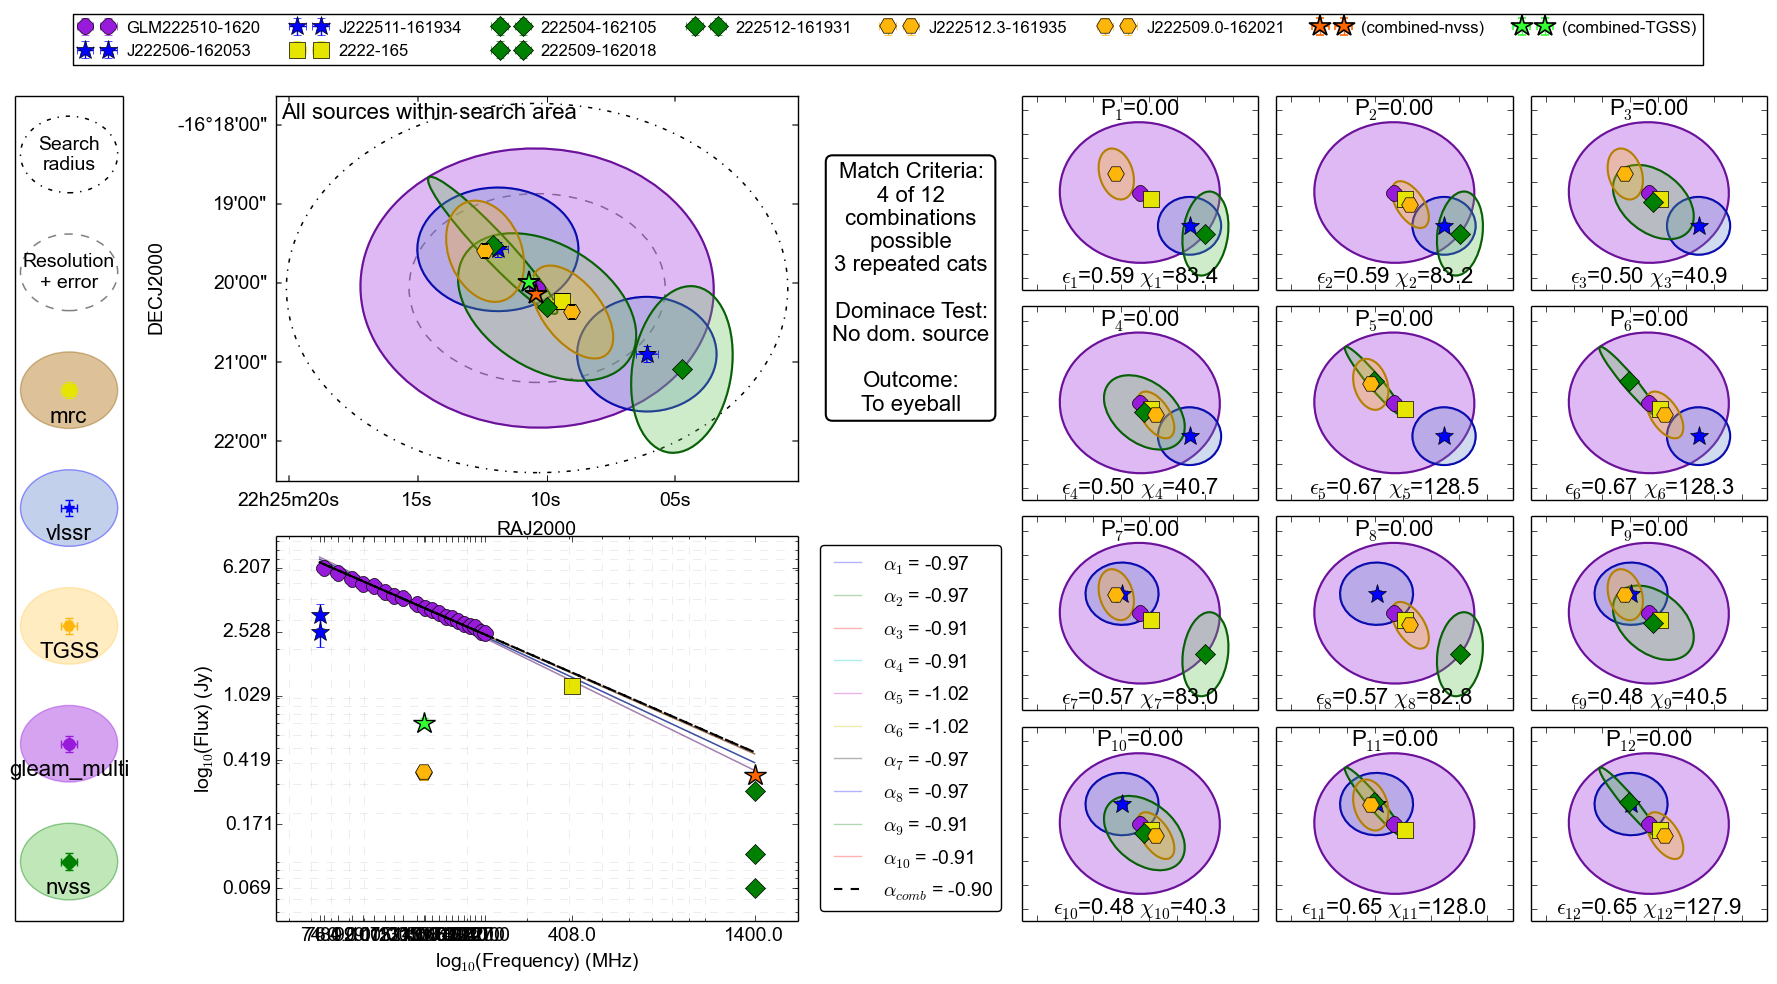 GLM222510-1620 J222511-161934 222504-162105 222512-161931 J222512.3-161935 J222509.0-162021 (combined-nvss) (combined-TGSS)
J222506-162053 2222-165 222509-162018
Search
radius
Resolution
+ error
mrc
vlssr
TGSS
gleam_multi
nvss
All sources within search area
DECJ2000
-16°18'00"
19'00"
20'00"
21'00"
22'00"
22h25m20s 15s 10s 05s
RAJ2000
Match Criteria:
4 of 12
combinations
possible
3 repeated cats
Dominace Test:
No dom. source
Outcome:
To eyeball
log₁₀(Flux) (Jy)
6.207
2.528
1.029
0.419
0.171
0.069
408.0 1400.0
log₁₀(Frequency) (MHz)
α₁ = -0.97
α₂ = -0.97
α₃ = -0.91
α₄ = -0.91
α₅ = -1.02
α₆ = -1.02
α₇ = -0.97
α₈ = -0.97
α₉ = -0.91
α₁₀ = -0.91
α_comb = -0.90
P₁=0.00 P₂=0.00 P₃=0.00
ϵ₁=0.59 χ₁=83.4 ϵ₂=0.59 χ₂=83.2 ϵ₃=0.50 χ₃=40.9
P₄=0.00 P₅=0.00 P₆=0.00
ϵ₄=0.50 χ₄=40.7 ϵ₅=0.67 χ₅=128.5 ϵ₆=0.67 χ₆=128.3
P₇=0.00 P₈=0.00 P₉=0.00
ϵ₇=0.57 χ₇=83.0 ϵ₈=0.57 χ₈=82.8 ϵ₉=0.48 χ₉=40.5
P₁₀=0.00 P₁₁=0.00 P₁₂=0.00
ϵ₁₀=0.48 χ₁₀=40.3 ϵ₁₁=0.65 χ₁₁=128.0 ϵ₁₂=0.65 χ₁₂=127.9